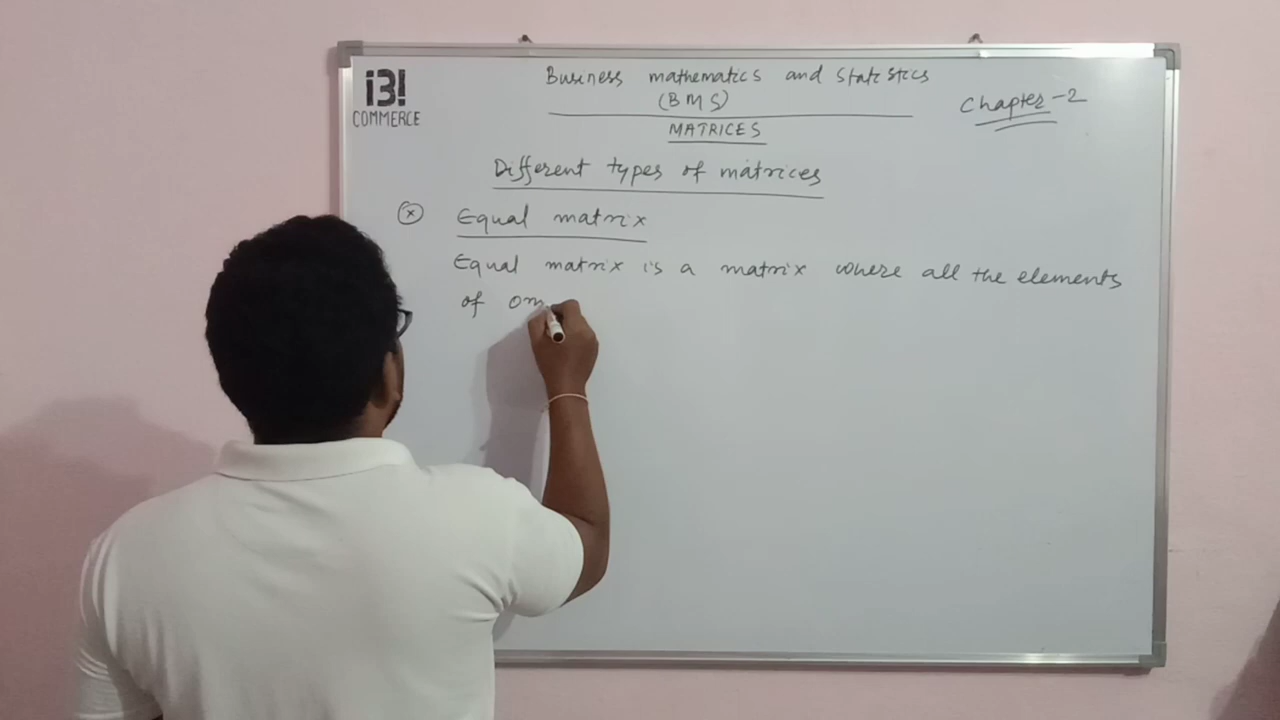 i3!
COMMERCE
Business mathematics and statistics
(BMS)
Chapter-2
MATRICES
Different types of matrices
(x) Equal matrix
Equal matrix is a matrix where all the elements
of on